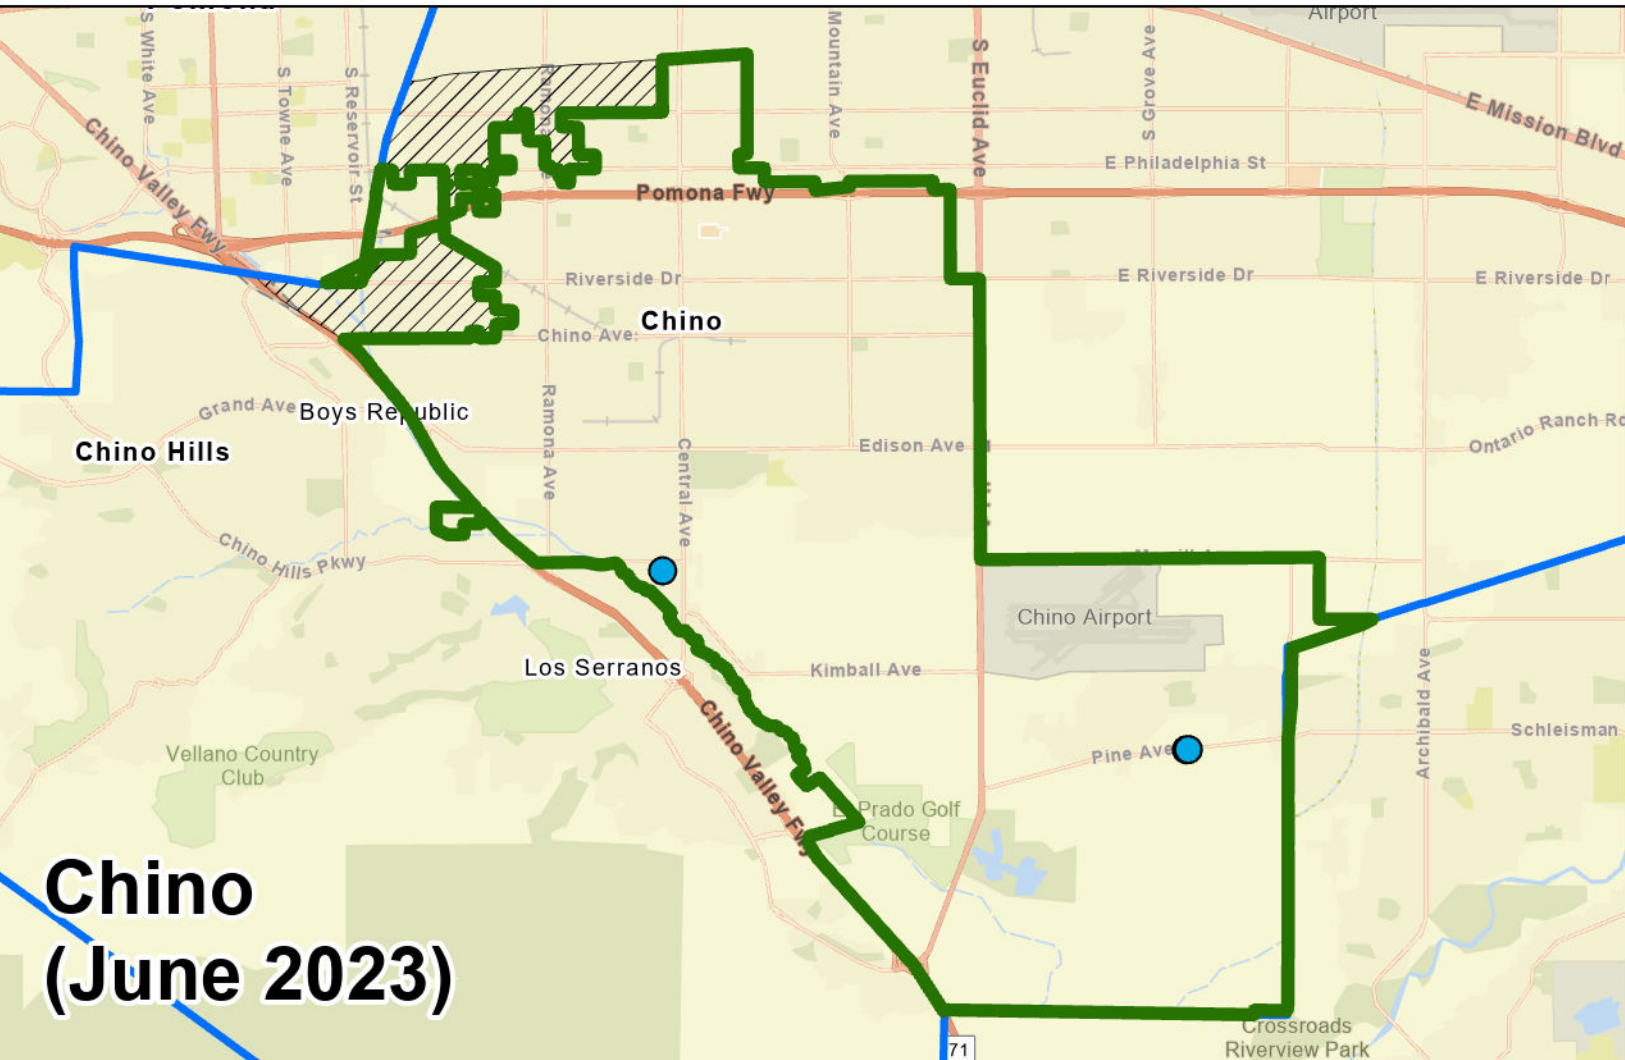 Airport
S White Ave
S Towne Ave
S Reservoir St
Chino Valley Fwy
Mountain Ave
S Euclid Ave
S Grove Ave
E Mission Blvd
E Philadelphia St
Pomona Fwy
Riverside Dr
E Riverside Dr
E Riverside Dr
Chino
Chino Ave
Grand Ave
Boys Republic
Chino Hills
Ramona Ave
Central Ave
Edison Ave
Ontario Ranch Rd
Chino Hills Pkwy
Chino Airport
Los Serranos
Kimball Ave
Chino Valley Fwy
Pine Ave
Archibald Ave
Schleisman
Vellano Country
Club
El Prado Golf
Course
Chino
(June 2023)
71
Crossroads
Riverview Park